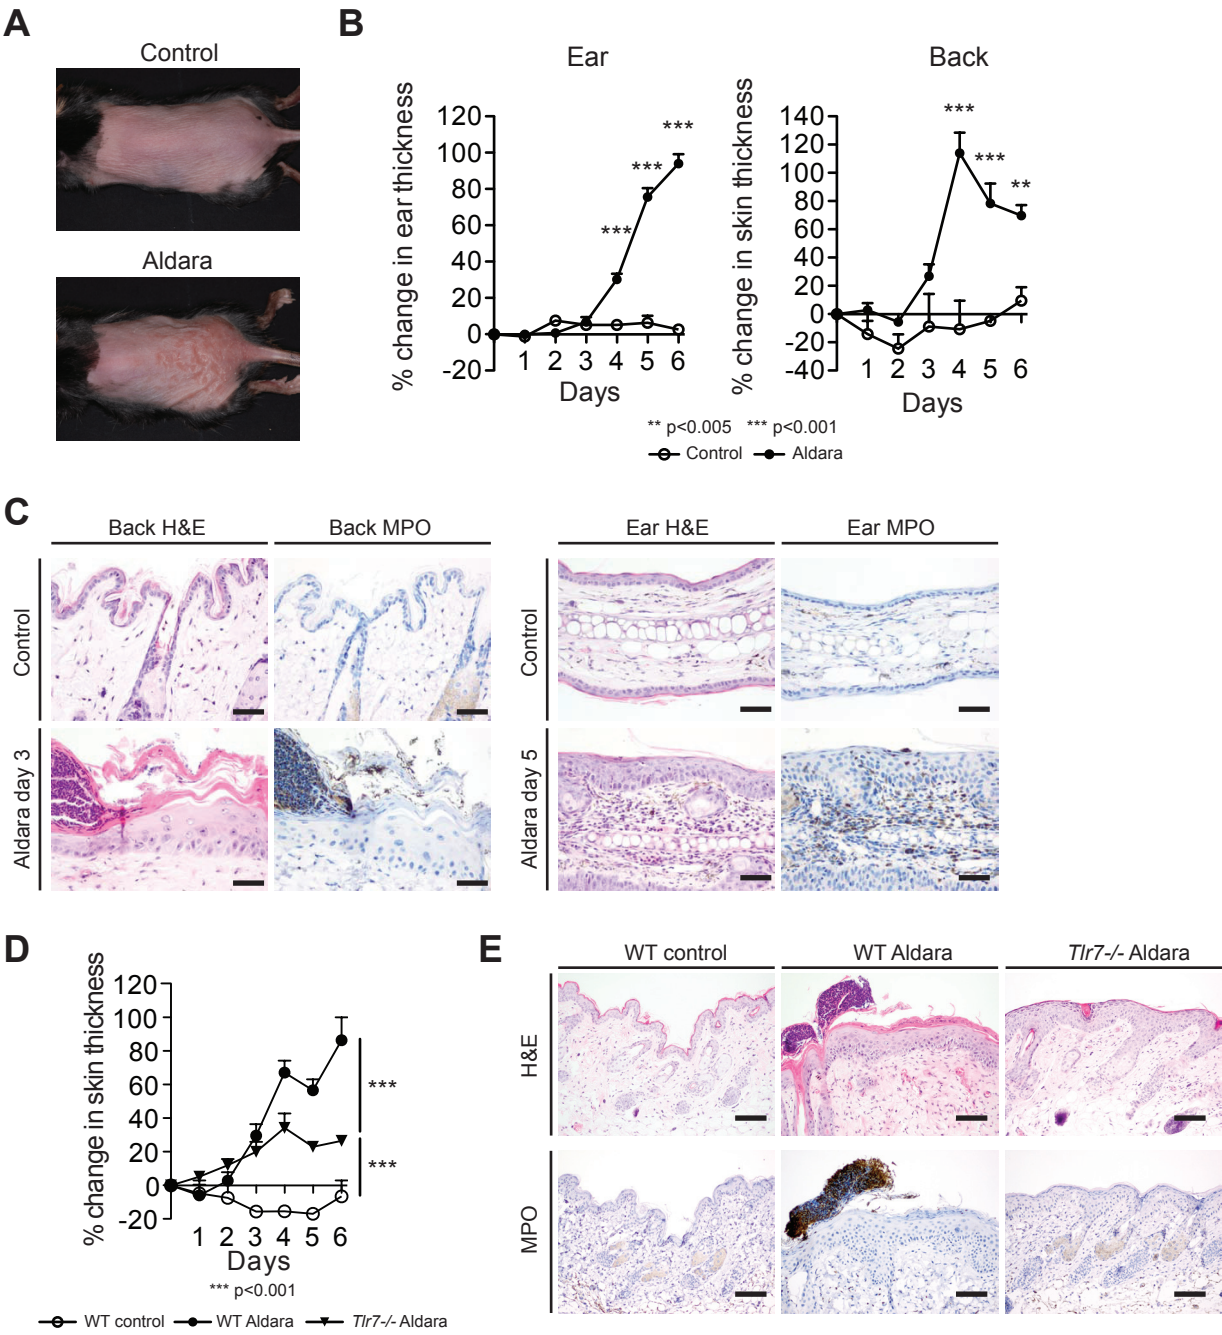 A
Control
Aldara
B
Ear
% change in ear thickness
120
100
80
60
40
20
0
-20
1 2 3 4 5 6
Days
***
***
***
Back
% change in skin thickness
140
120
100
80
60
40
20
0
-20
-40
1 2 3 4 5 6
Days
***
***
**
** p<0.005 *** p<0.001
Control Aldara
C
Back H&E Back MPO Ear H&E Ear MPO
Control
Aldara day 3
Control
Aldara day 5
D
% change in skin thickness
120
100
80
60
40
20
0
-20
1 2 3 4 5 6
Days
***
***
*** p<0.001
WT control WT Aldara Tlr7-/- Aldara
E
WT control WT Aldara Tlr7-/- Aldara
H&E
MPO